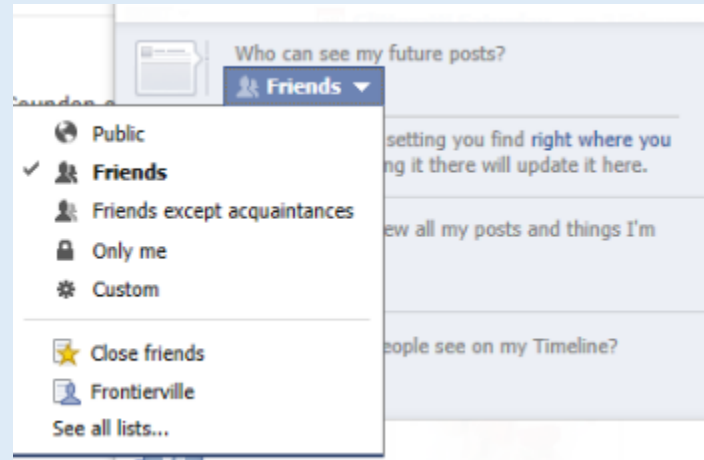 Who can see my future posts?
Friends
Public
setting you find right where you
Friends
ng it there will update it here.
Friends except acquaintances
ew all my posts and things I'm
Only me
Custom
Close friends
eople see on my Timeline?
Frontierville
See all lists...